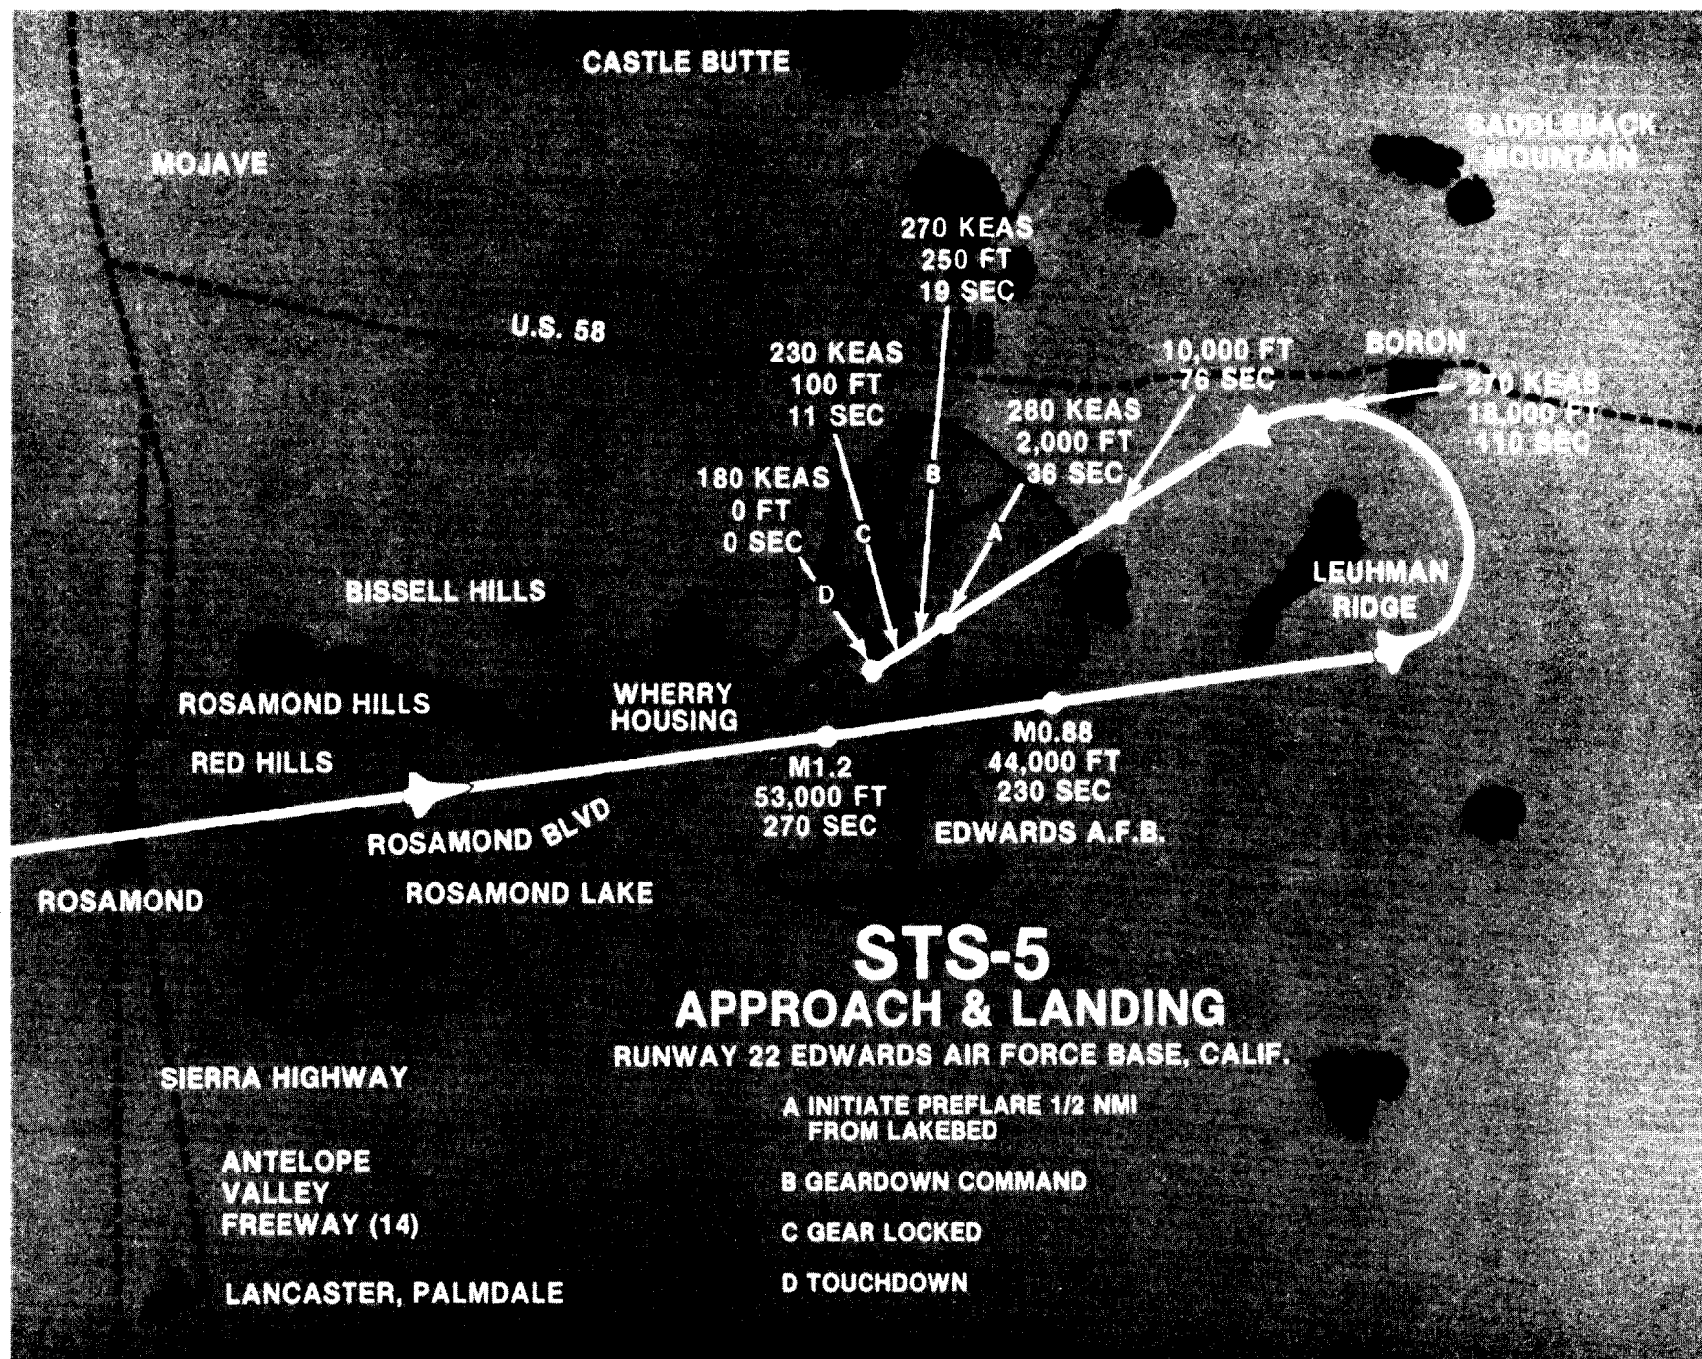 CASTLE BUTTE
SADDLEBACK
MOUNTAIN
MOJAVE
270 KEAS
250 FT
19 SEC
U.S. 58
230 KEAS
100 FT
11 SEC
10,000 FT
76 SEC
BORON
270 KEAS
18,000 FT
110 SEC
280 KEAS
2,000 FT
36 SEC
180 KEAS
0 FT
0 SEC
B
C
A
D
LEUHMAN
RIDGE
BISSELL HILLS
ROSAMOND HILLS
WHERRY
HOUSING
RED HILLS
M1.2
53,000 FT
270 SEC
M0.88
44,000 FT
230 SEC
EDWARDS A.F.B.
ROSAMOND BLVD
ROSAMOND
ROSAMOND LAKE
STS-5
APPROACH & LANDING
RUNWAY 22 EDWARDS AIR FORCE BASE, CALIF.
SIERRA HIGHWAY
A INITIATE PREFLARE 1/2 NMI
FROM LAKEBED
B GEARDOWN COMMAND
C GEAR LOCKED
D TOUCHDOWN
ANTELOPE
VALLEY
FREEWAY (14)
LANCASTER, PALMDALE